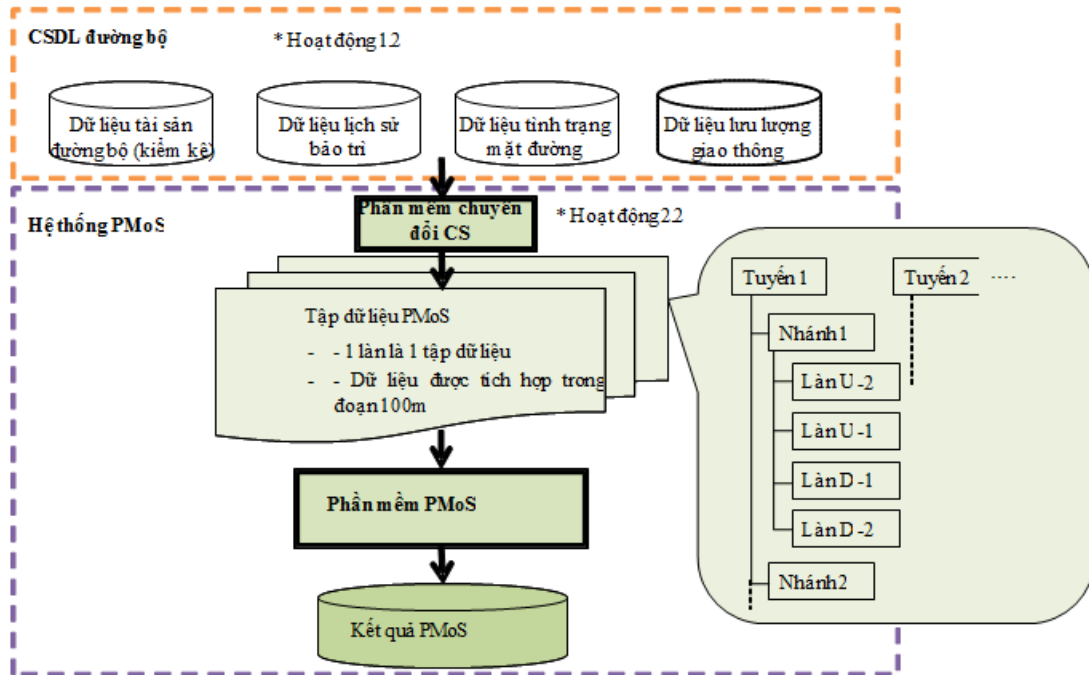 CSDL đường bộ
* Hoạt động 1.2
Dữ liệu tài sản
đường bộ (kiểm kê)
Dữ liệu lịch sử
bảo trì
Dữ liệu tình trạng
mặt đường
Dữ liệu lưu lượng
giao thông
Hệ thống PMoS
Phần mềm chuyển
đổi CS
* Hoạt động 2.2
Tập dữ liệu PMoS
- - 1 làn là 1 tập dữ liệu
- - Dữ liệu được tích hợp trong
đoạn 100m
Phần mềm PMoS
Kết quả PMoS
Tuyến 1
Tuyến 2 ....
Nhánh 1
Làn U-2
Làn U-1
Làn D-1
Làn D-2
Nhánh 2